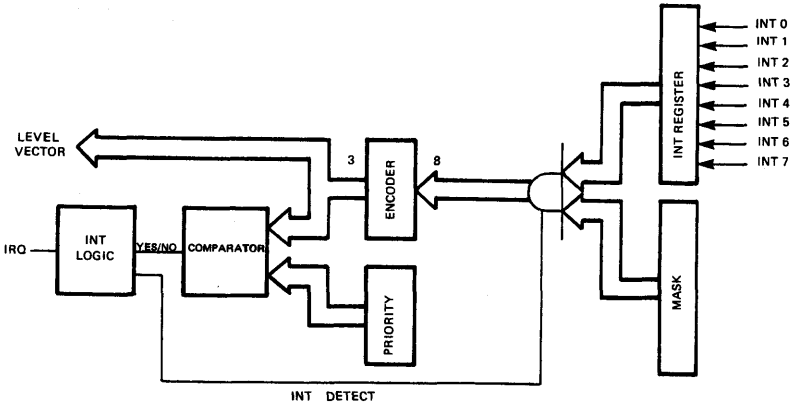 INT 0
INT 1
INT 2
INT 3
INT 4
INT 5
INT 6
INT 7
INT REGISTER
LEVEL
VECTOR
3
ENCODER
8
IRQ
INT
LOGIC
YES/NO
COMPARATOR
PRIORITY
MASK
INT DETECT